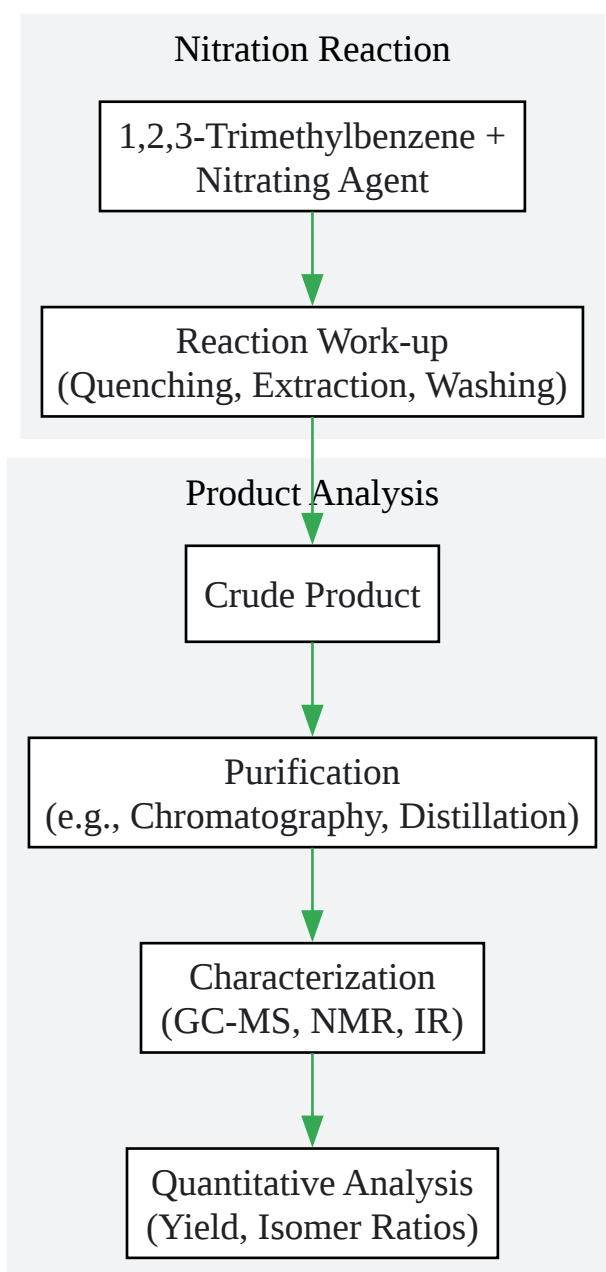 Nitration Reaction
1,2,3-Trimethylbenzene +
Nitrating Agent
Reaction Work-up
(Quenching, Extraction, Washing)
Product Analysis
Crude Product
Purification
(e.g., Chromatography, Distillation)
Characterization
(GC-MS, NMR, IR)
Quantitative Analysis
(Yield, Isomer Ratios)